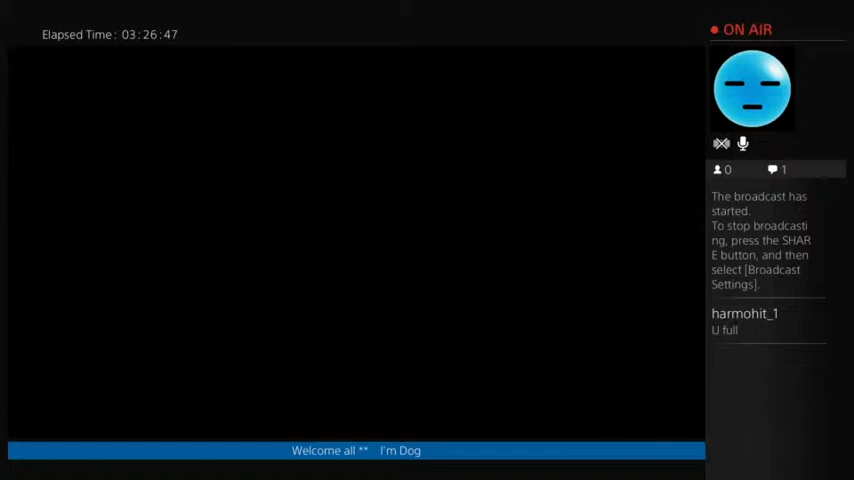 Elapsed Time: 03:26:47
ON AIR
0 1
The broadcast has
started.
To stop broadcasti
ng, press the SHAR
E button, and then
select [Broadcast
Settings].
harmohit_1
U full
Welcome all ** I'm Dog